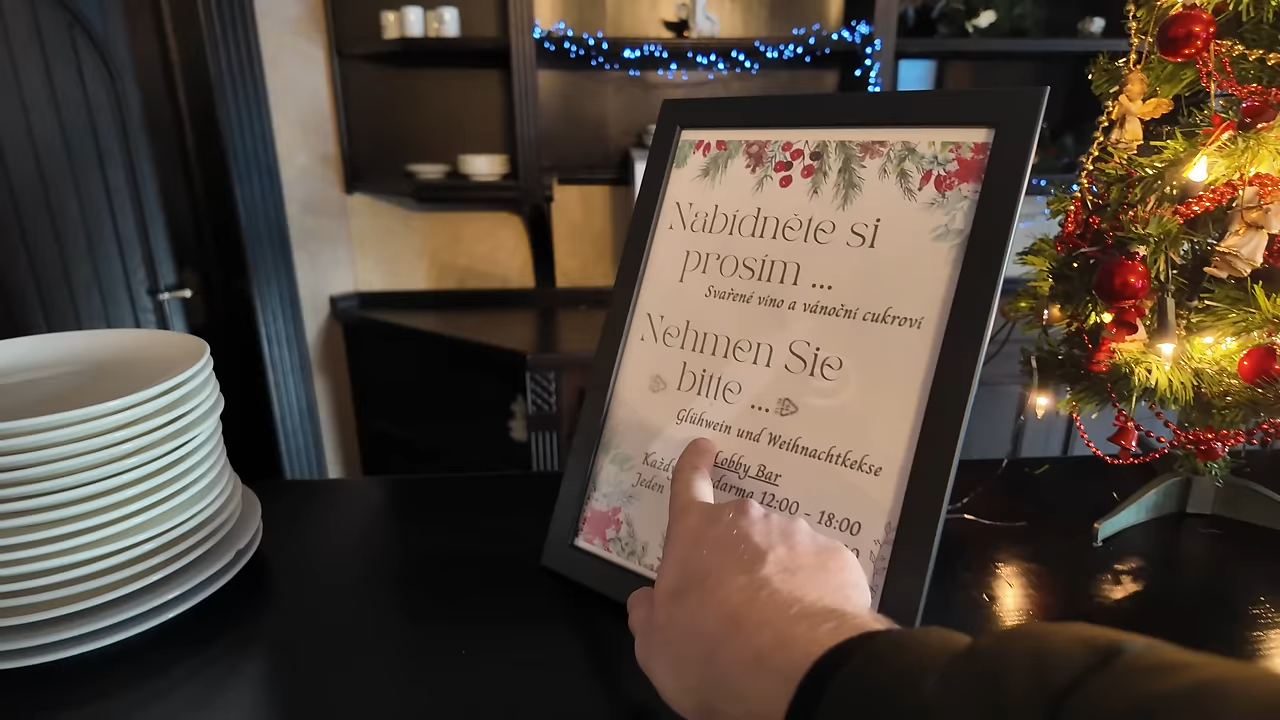 Nabídněte si
prosím ...
Svařené víno a vánoční cukroví
Nehmen Sie
bitte ...
Glühwein und Weihnachtkekse
Lobby Bar
darma 12:00 - 18:00
Jeden